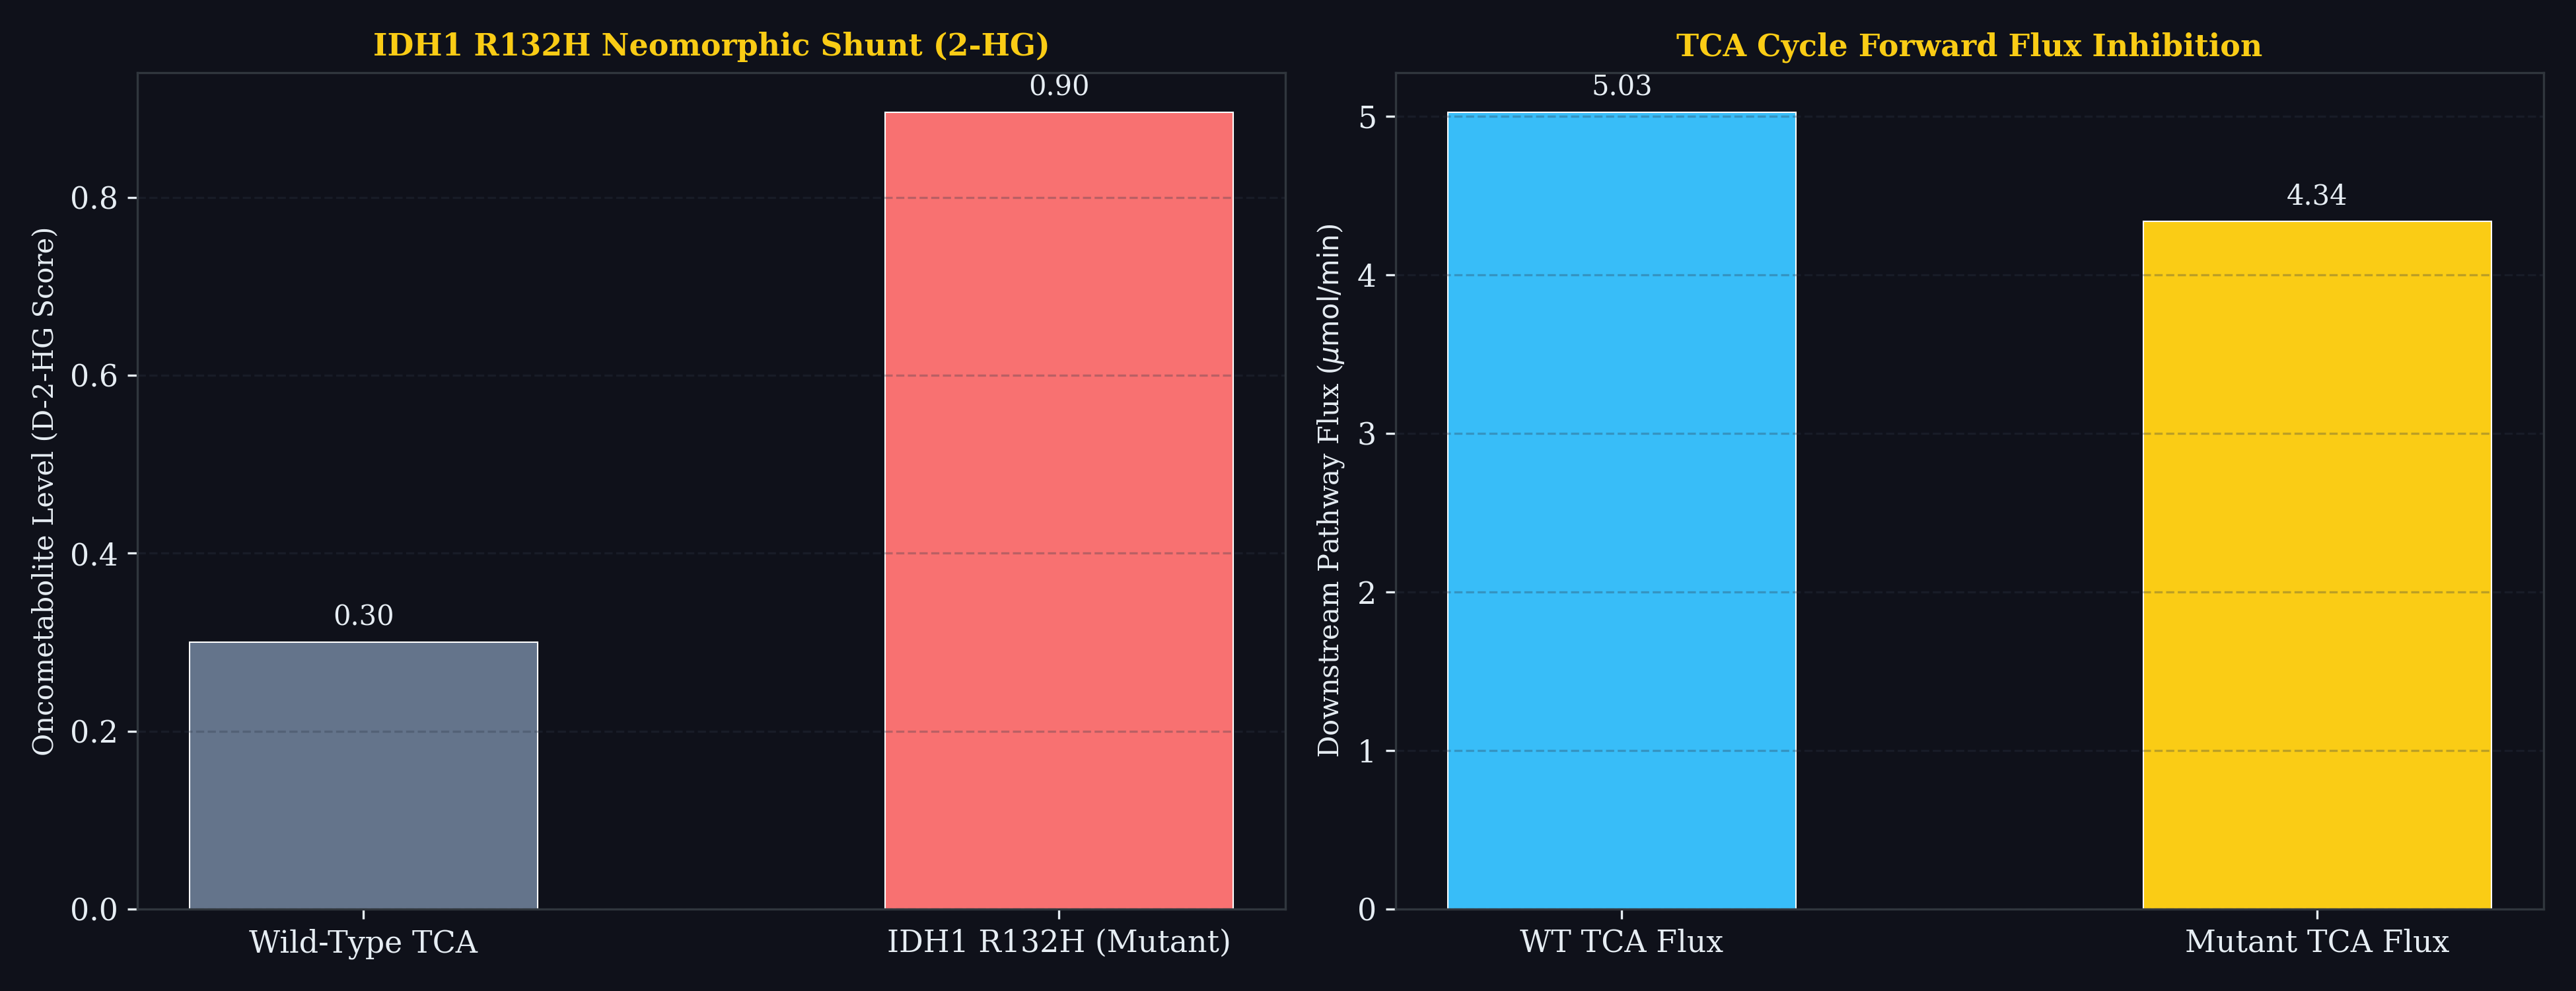 IDH1 R132H Neomorphic Shunt (2-HG)
Oncometabolite Level (D-2-HG Score)
0.8
0.6
0.4
0.2
0.0
0.30
0.90
Wild-Type TCA
IDH1 R132H (Mutant)
TCA Cycle Forward Flux Inhibition
Downstream Pathway Flux (μmol/min)
5
4
3
2
1
0
5.03
4.34
WT TCA Flux
Mutant TCA Flux